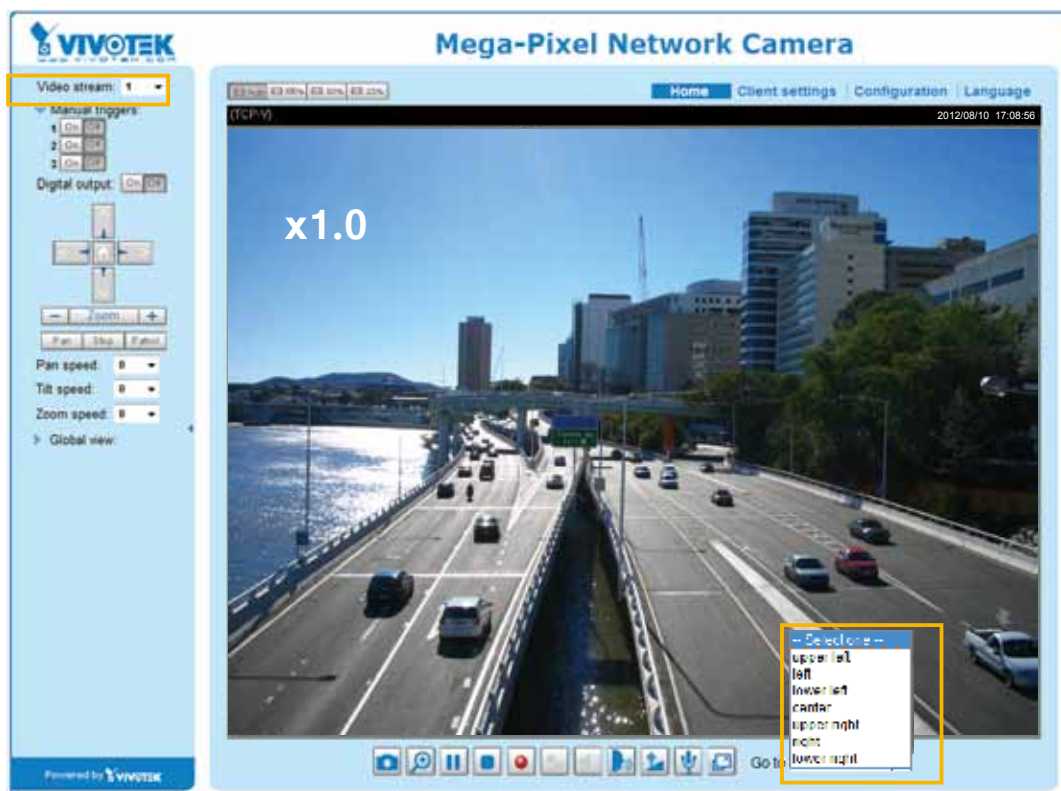 VIVOTEK
www.vivotek.com
Mega-Pixel Network Camera
Video stream: 1
Manual triggers:
1 On Off
2 On Off
3 On Off
Digital output: On Off
Zoom
Pan Stop Patrol
Pan speed: 0
Tilt speed: 0
Zoom speed: 0
Global view:
Powered by VIVOTEK
Home Client settings Configuration Language
(TCP-V)
2012/08/10 17:08:56
x1.0
-- Select one --
upper left
left
lower left
center
upper right
right
lower right
Go to